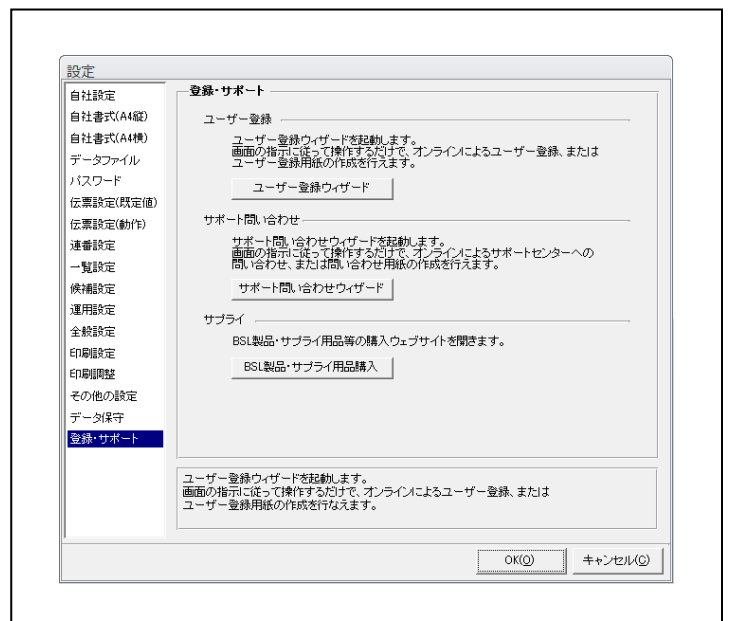 設定
自社設定
自社書式(A4縦)
自社書式(A4横)
データファイル
パスワード
伝票設定(既定値)
伝票設定(動作)
連番設定
一覧設定
候補設定
運用設定
全般設定
印刷設定
印刷調整
その他の設定
データ保守
登録・サポート
登録・サポート
ユーザー登録
ユーザー登録ウィザードを起動します。
画面の指示に従って操作するだけで、オンラインによるユーザー登録、または
ユーザー登録用紙の作成を行えます。
ユーザー登録ウィザード
サポート問い合わせ
サポート問い合わせウィザードを起動します。
画面の指示に従って操作するだけで、オンラインによるサポートセンターへの
問い合わせ、または問い合わせ用紙の作成を行えます。
サポート問い合わせウィザード
サプライ
BSL製品・サプライ用品等の購入ウェブサイトを開きます。
BSL製品・サプライ用品購入
ユーザー登録ウィザードを起動します。
画面の指示に従って操作するだけで、オンラインによるユーザー登録、または
ユーザー登録用紙の作成を行なえます。
OK(O)
キャンセル(C)